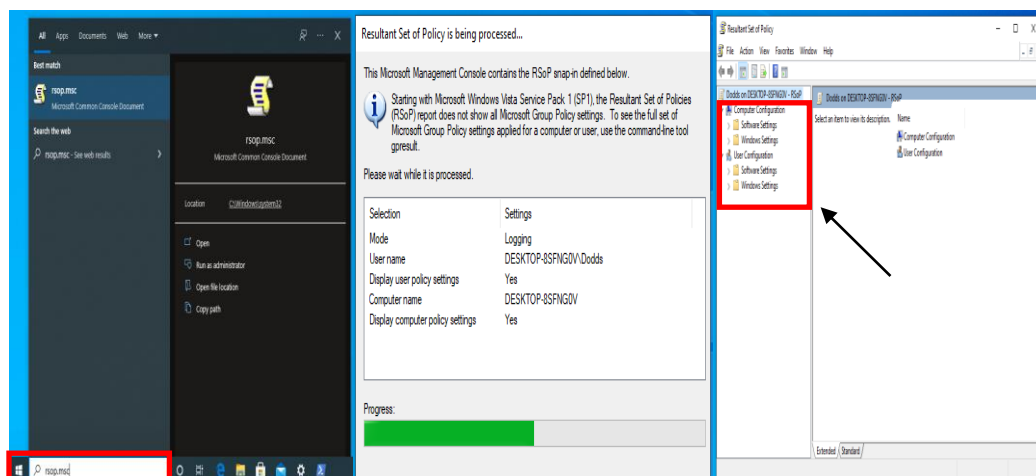 All Apps Documents Web More
Best match
rsop.msc
Microsoft Common Console Document
Search the web
rsop.msc - See web results
rsop.msc
Microsoft Common Console Document
Location C:\Windows\system32
Open
Run as administrator
Open file location
Copy path
rsop.msc
Resultant Set of Policy is being processed...
This Microsoft Management Console contains the RSoP snap-in defined below.
Starting with Microsoft Windows Vista Service Pack 1 (SP1), the Resultant Set of Policies
(RSoP) report does not show all Microsoft Group Policy settings. To see the full set of
Microsoft Group Policy settings applied for a computer or user, use the command-line tool
gpresult.
Please wait while it is processed.
Selection Settings
Mode Logging
User name DESKTOP-8SFNG0V\Dodds
Display user policy settings Yes
Computer name DESKTOP-8SFNG0V
Display computer policy settings Yes
Progress:
Resultant Set of Policy
File Action View Favorites Window Help
Dodds on DESKTOP-8SFNG0V - RSoP
Computer Configuration
Software Settings
Windows Settings
User Configuration
Software Settings
Windows Settings
Dodds on DESKTOP-8SFNG0V - RSoP
Select an item to view its description. Name
Computer Configuration
User Configuration
Extended Standard